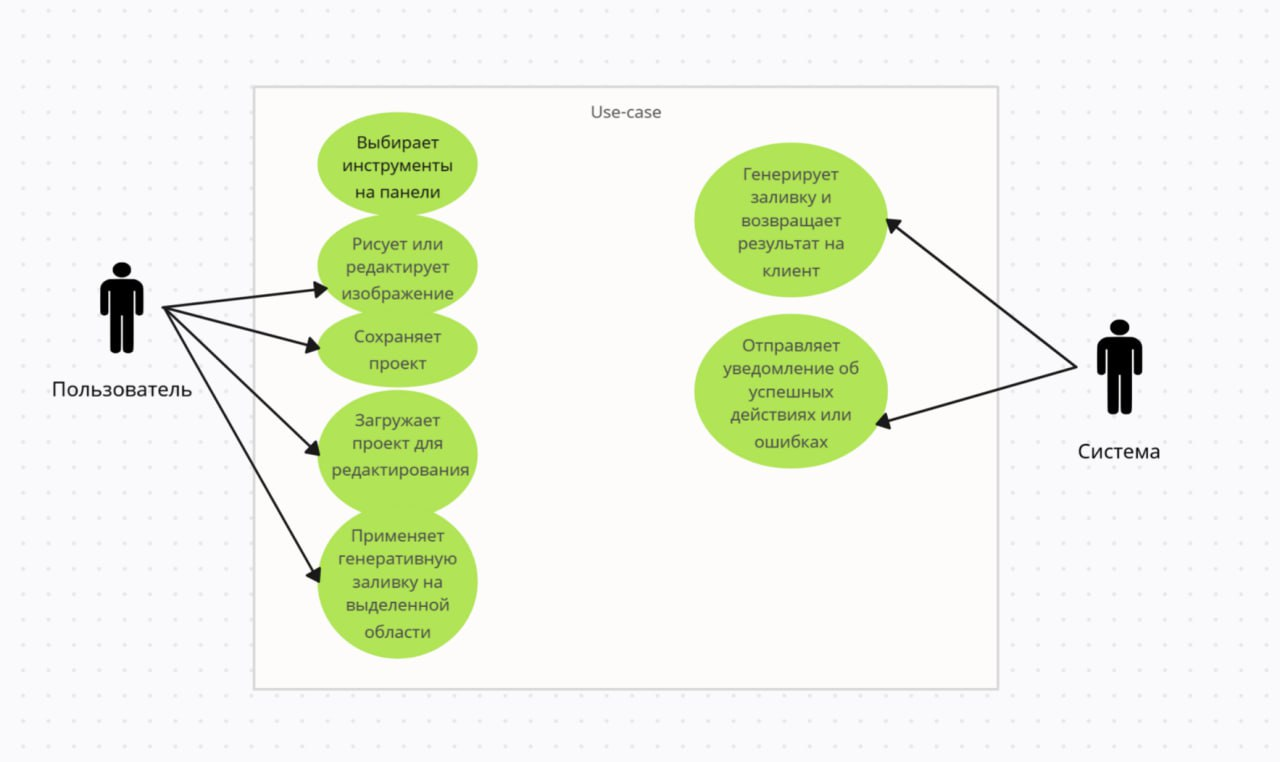 Use-case
Выбирает
инструменты
на панели
Рисует или
редактирует
изображение
Сохраняет
проект
Загружает
проект для
редактирования
Применяет
генеративную
заливку на
выделенной
области
Генерирует
заливку и
возвращает
результат на
клиент
Отправляет
уведомление об
успешных
действиях или
ошибках
Пользователь
Система